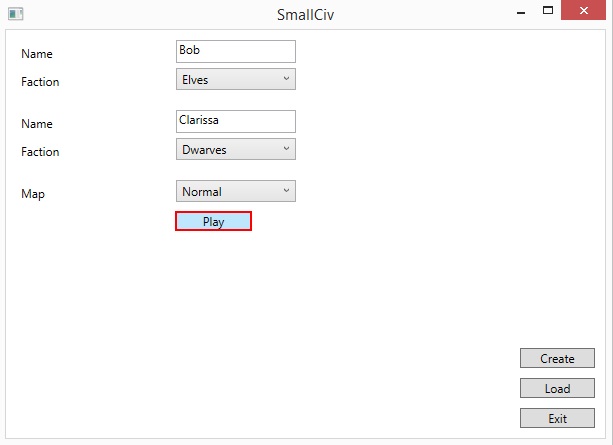 SmallCiv
Name Bob
Faction Elves
Name Clarissa
Faction Dwarves
Map Normal
Play
Create
Load
Exit